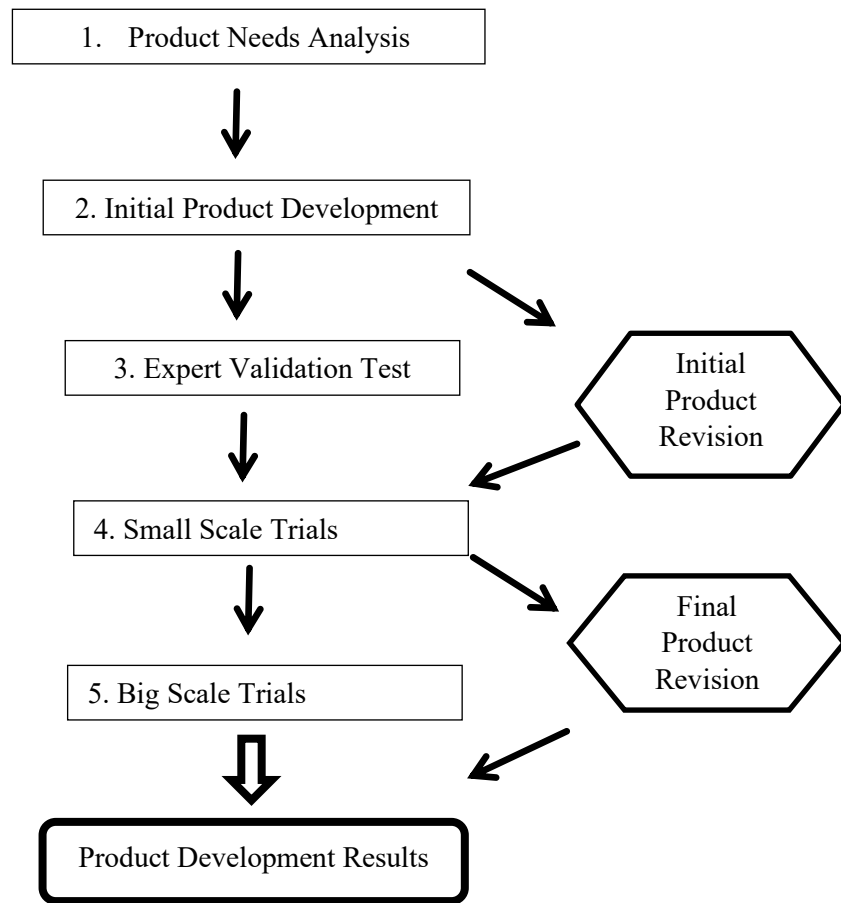 1. Product Needs Analysis
2. Initial Product Development
3. Expert Validation Test
Initial
Product
Revision
4. Small Scale Trials
Final
Product
Revision
5. Big Scale Trials
Product Development Results